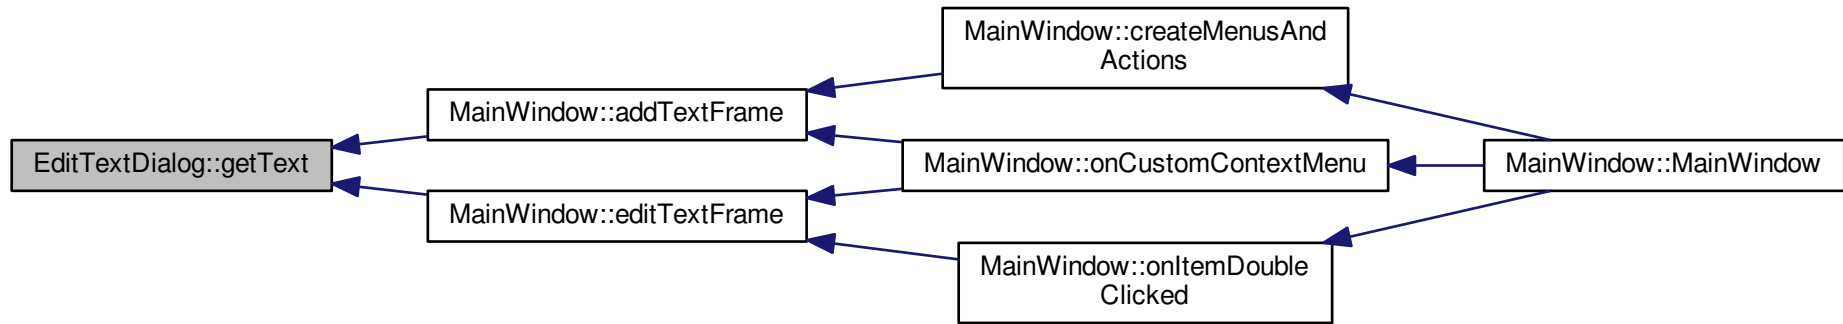 EditTextDialog::getText
MainWindow::addTextFrame
MainWindow::editTextFrame
MainWindow::createMenusAnd
Actions
MainWindow::onCustomContextMenu
MainWindow::onItemDouble
Clicked
MainWindow::MainWindow